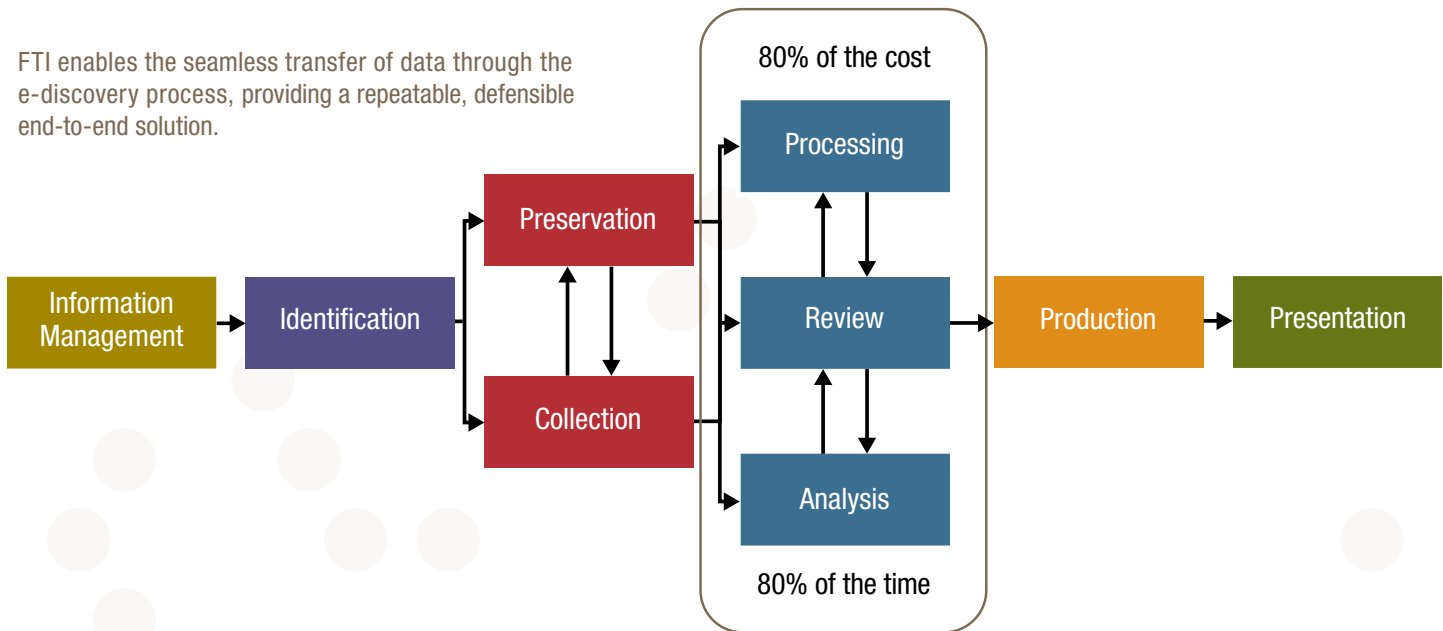 FTI enables the seamless transfer of data through the
e-discovery process, providing a repeatable, defensible
end-to-end solution.
80% of the cost
Processing
Preservation
Information
Management
Identification
Review
Production
Presentation
Collection
Analysis
80% of the time